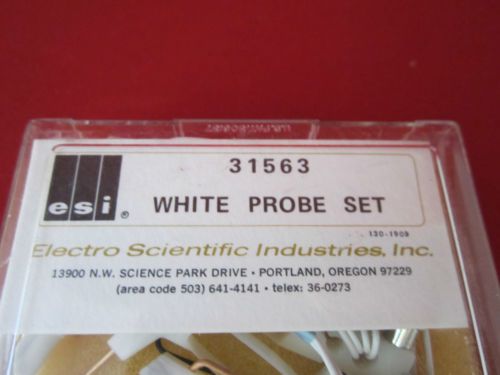 31563
esi®
WHITE PROBE SET
130-1909
Electro Scientific Industries, Inc.
13900 N.W. SCIENCE PARK DRIVE • PORTLAND, OREGON 97229
(area code 503) 641-4141 • telex: 36-0273